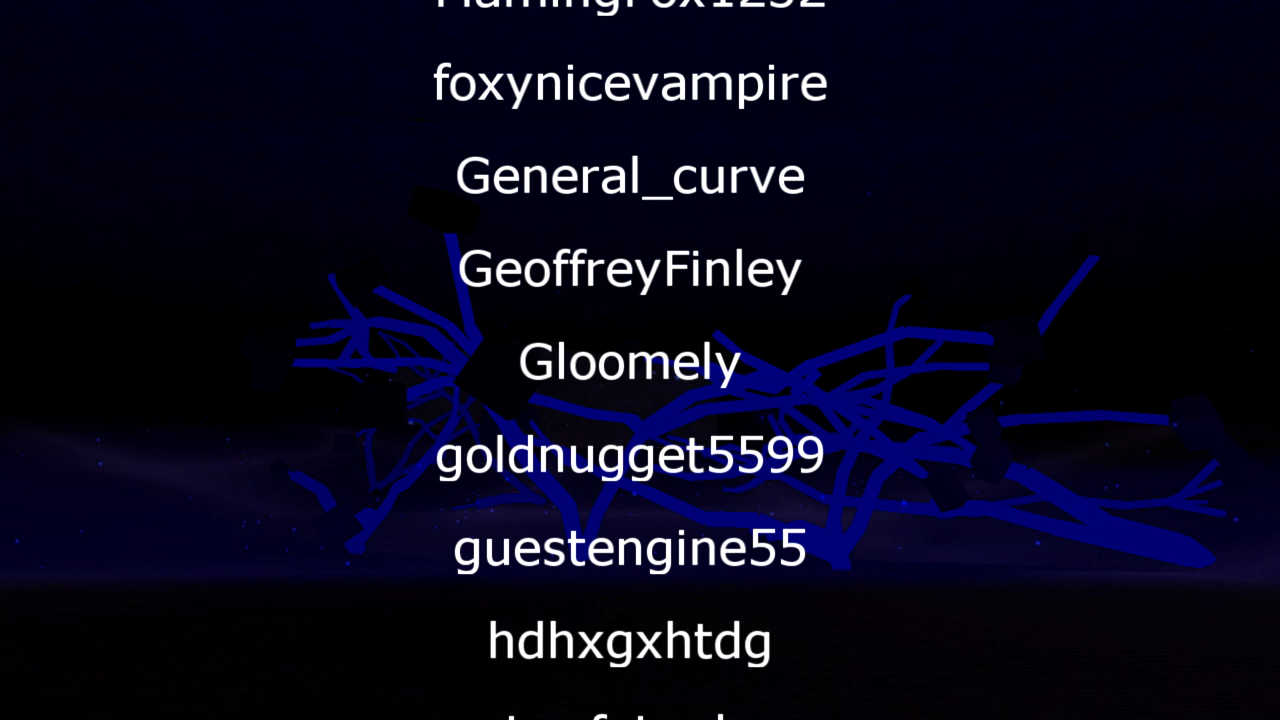 foxynicevampire
General_curve
GeoffreyFinley
Gloomely
goldnugget5599
guestengine55
hdhxgxhtdg